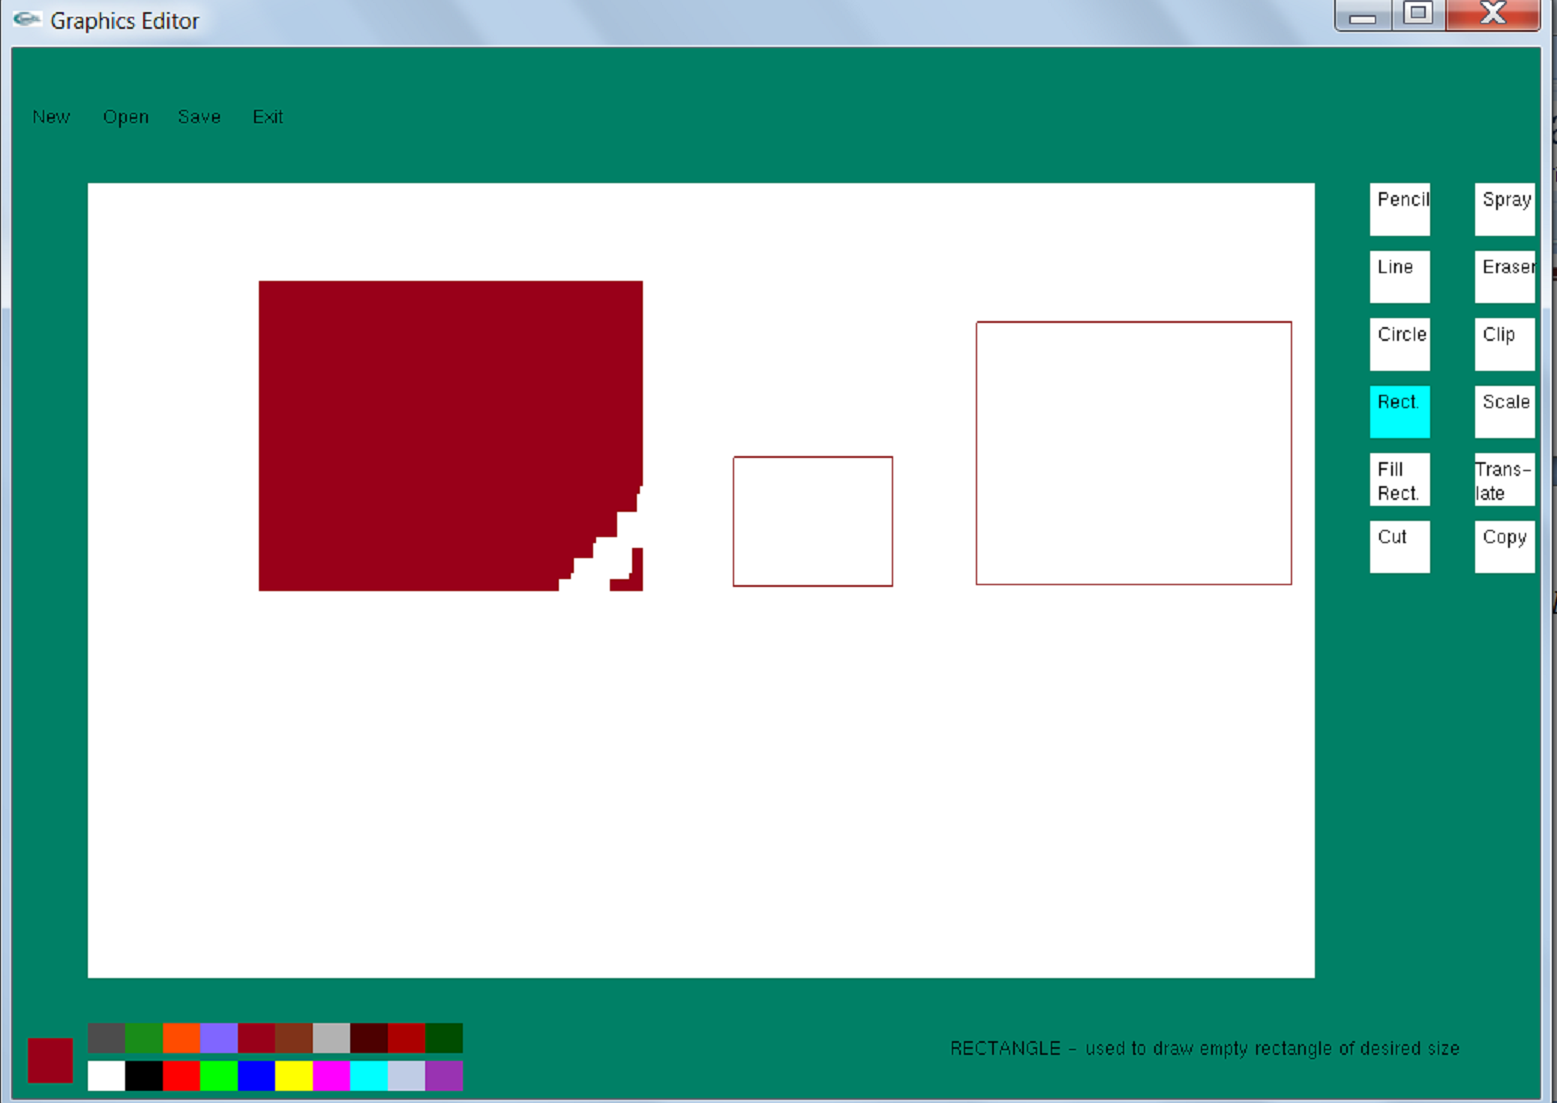 Graphics Editor
New Open Save Exit
Pencil Spray
Line Eraser
Circle Clip
Rect. Scale
Fill Rect.
Trans-
late
Cut Copy
RECTANGLE - used to draw empty rectangle of desired size